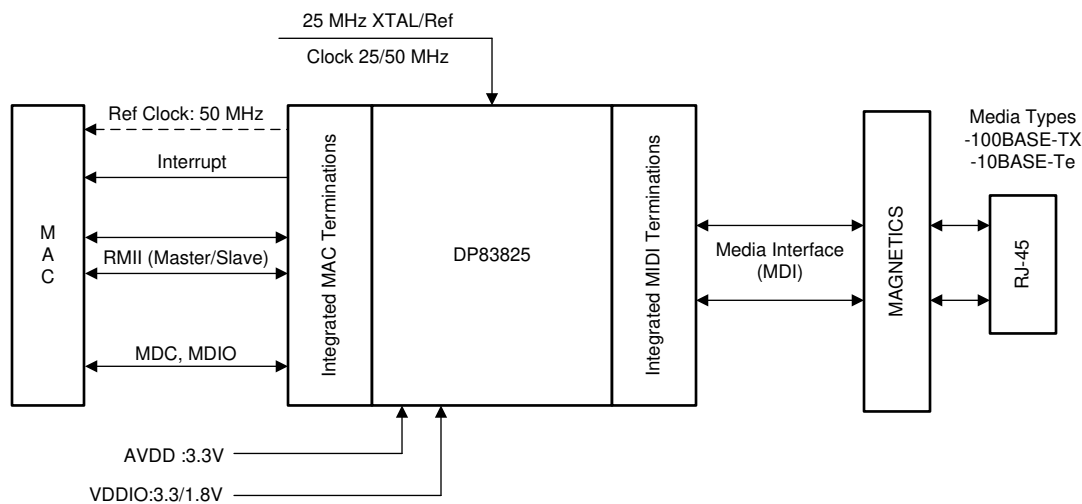 25 MHz XTAL/Ref
Clock 25/50 MHz
Ref Clock: 50 MHz
Interrupt
M
A
C
RMII (Master/Slave)
MDC, MDIO
Integrated MAC Terminations
DP83825
Integrated MIDI Terminations
Media Interface
(MDI)
MAGNETICS
Media Types
-100BASE-TX
-10BASE-Te
RJ-45
AVDD :3.3V
VDDIO:3.3/1.8V